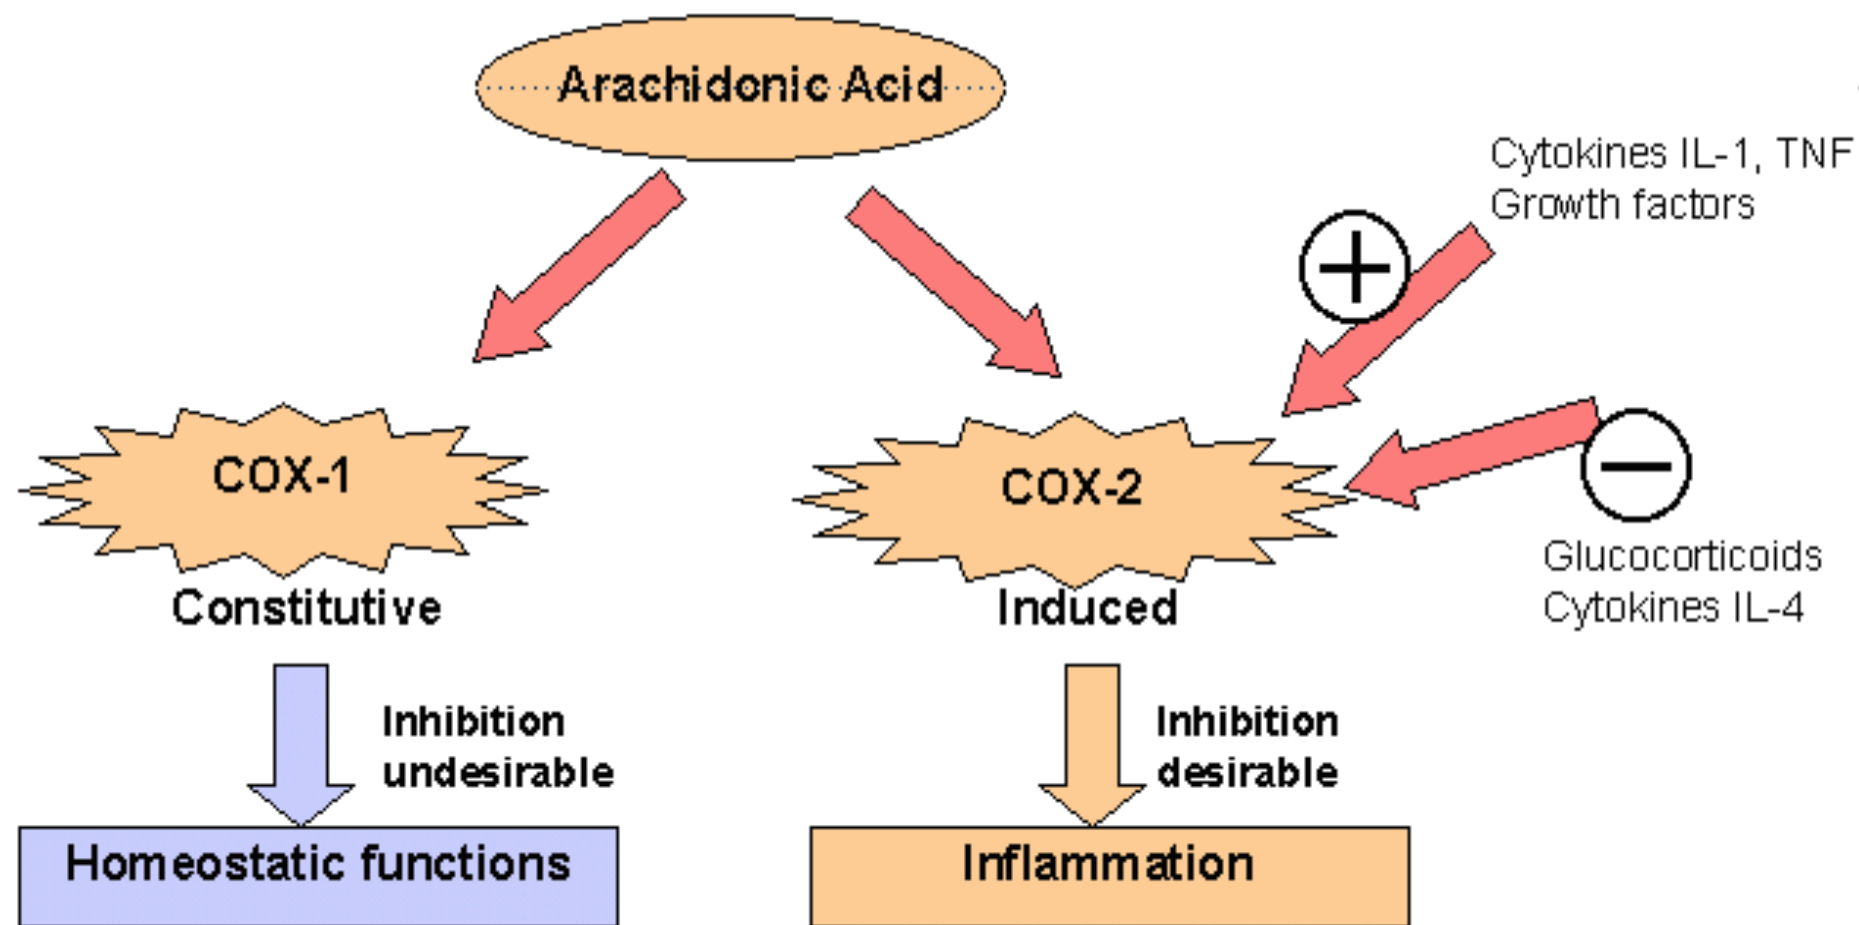 Arachidonic Acid
Cytokines IL-1, TNF
Growth factors
+
−
COX-1
COX-2
Glucocorticoids
Cytokines IL-4
Constitutive
Induced
Inhibition
undesirable
Inhibition
desirable
Homeostatic functions
Inflammation